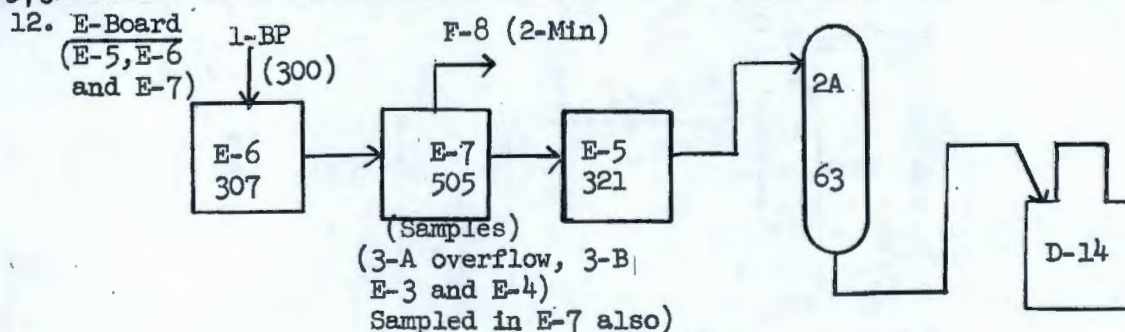 12. E-Board
(E-5, E-6
and E-7)
1-BP
(300)
F-8 (2-Min)
E-6
307
E-7
505
E-5
321
2A
63
D-14
(Samples)
(3-A overflow, 3-B
E-3 and E-4)
Sampled in E-7 also)